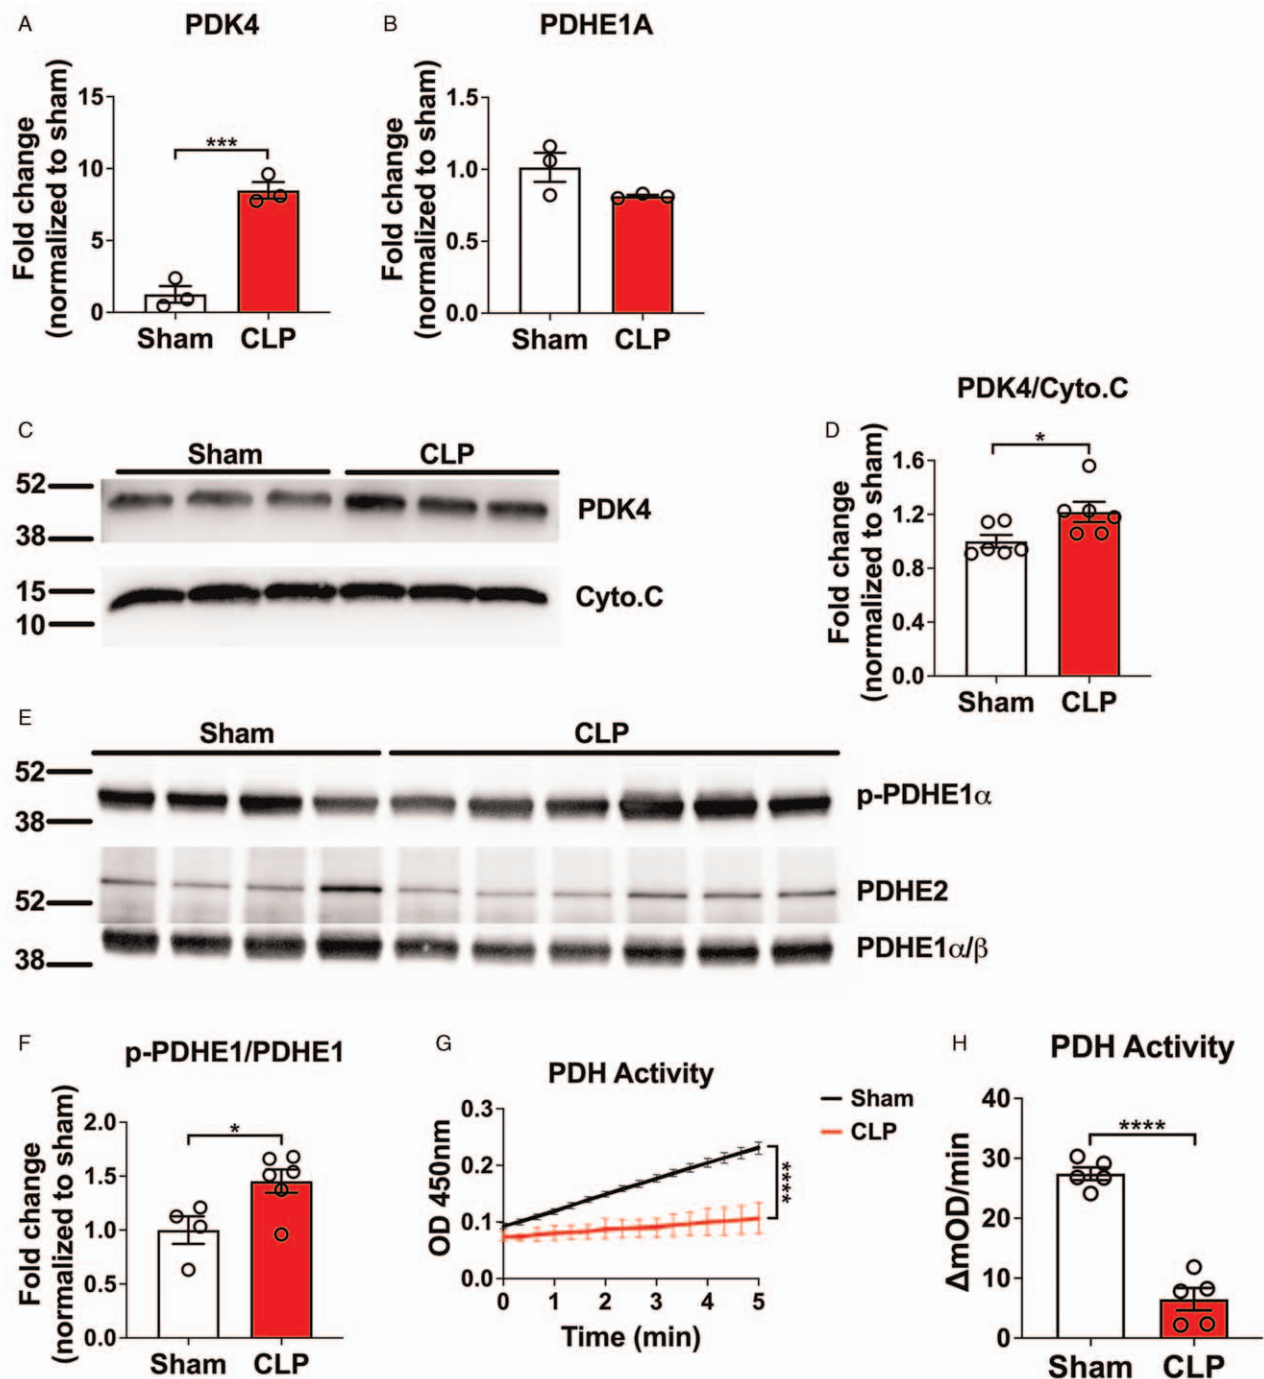 A
PDK4
Fold change
(normalized to sham)
15
10
5
0
***
Sham
CLP
B
PDHE1A
Fold change
(normalized to sham)
1.5
1.0
0.5
0.0
Sham
CLP
C
Sham
CLP
52
38
PDK4
15
10
Cyto.C
D
PDK4/Cyto.C
Fold change
(normalized to sham)
1.6
1.2
0.8
0.4
0.0
*
Sham
CLP
E
Sham
CLP
52
38
p-PDHE1α
52
PDHE2
38
PDHE1α/β
F
p-PDHE1/PDHE1
Fold change
(normalized to sham)
2.0
1.5
1.0
0.5
0.0
*
Sham
CLP
G
PDH Activity
OD 450nm
0.3
0.2
0.1
0.0
0 1 2 3 4 5
Time (min)
Sham
CLP
****
H
PDH Activity
ΔmOD/min
40
30
20
10
0
****
Sham
CLP